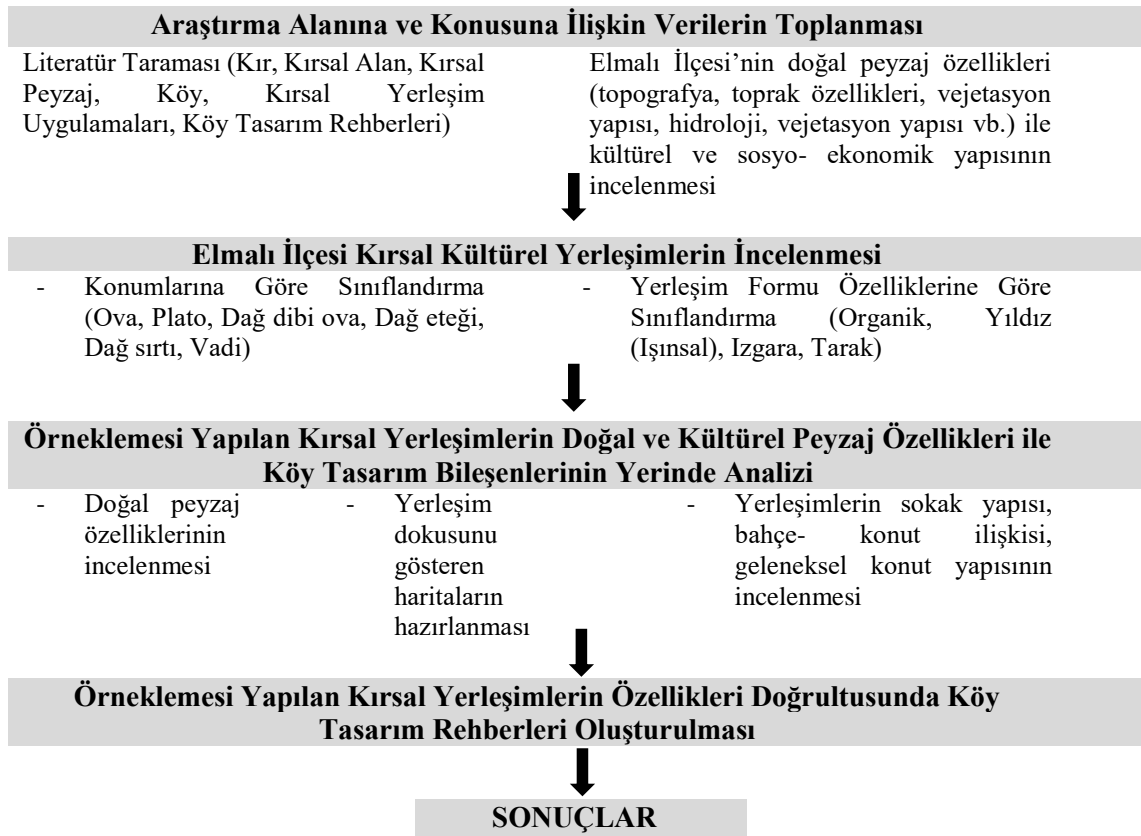 Araştırma Alanına ve Konusuna İlişkin Verilerin Toplanması
Literatür Taraması (Kır, Kırsal Alan, Kırsal
Peyzaj, Köy, Kırsal Yerleşim
Uygulamaları, Köy Tasarım Rehberleri)
Elmalı İlçesi’nin doğal peyzaj özellikleri
(topografya, toprak özellikleri, vejetasyon
yapısı, hidroloji, vejetasyon yapısı vb.) ile
kültürel ve sosyo- ekonomik yapısının
incelenmesi
Elmalı İlçesi Kırsal Kültürel Yerleşimlerin İncelenmesi
- Konumlarına Göre Sınıflandırma
(Ova, Plato, Dağ dibi ova, Dağ eteği,
Dağ sırtı, Vadi)
- Yerleşim Formu Özelliklerine Göre
Sınıflandırma (Organik, Yıldız
(Işınsal), Izgara, Tarak)
Örneklemesi Yapılan Kırsal Yerleşimlerin Doğal ve Kültürel Peyzaj Özellikleri ile
Köy Tasarım Bileşenlerinin Yerinde Analizi
- Doğal peyzaj
özelliklerinin
incelenmesi
- Yerleşim
dokusunu
gösteren
haritaların
hazırlanması
- Yerleşimlerin sokak yapısı,
bahçe- konut ilişkisi,
geleneksel konut yapısının
incelenmesi
Örneklemesi Yapılan Kırsal Yerleşimlerin Özellikleri Doğrultusunda Köy
Tasarım Rehberleri Oluşturulması
SONUÇLAR